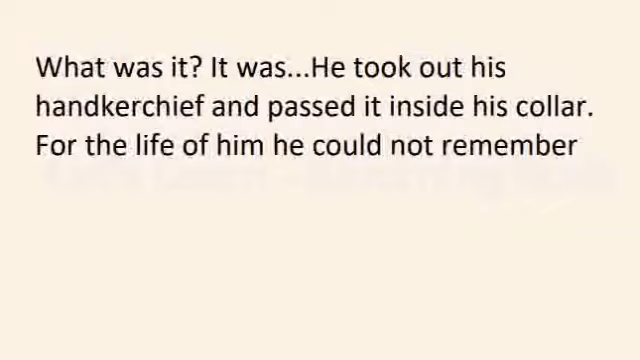 What was it? It was...He took out his
handkerchief and passed it inside his collar.
For the life of him he could not remember